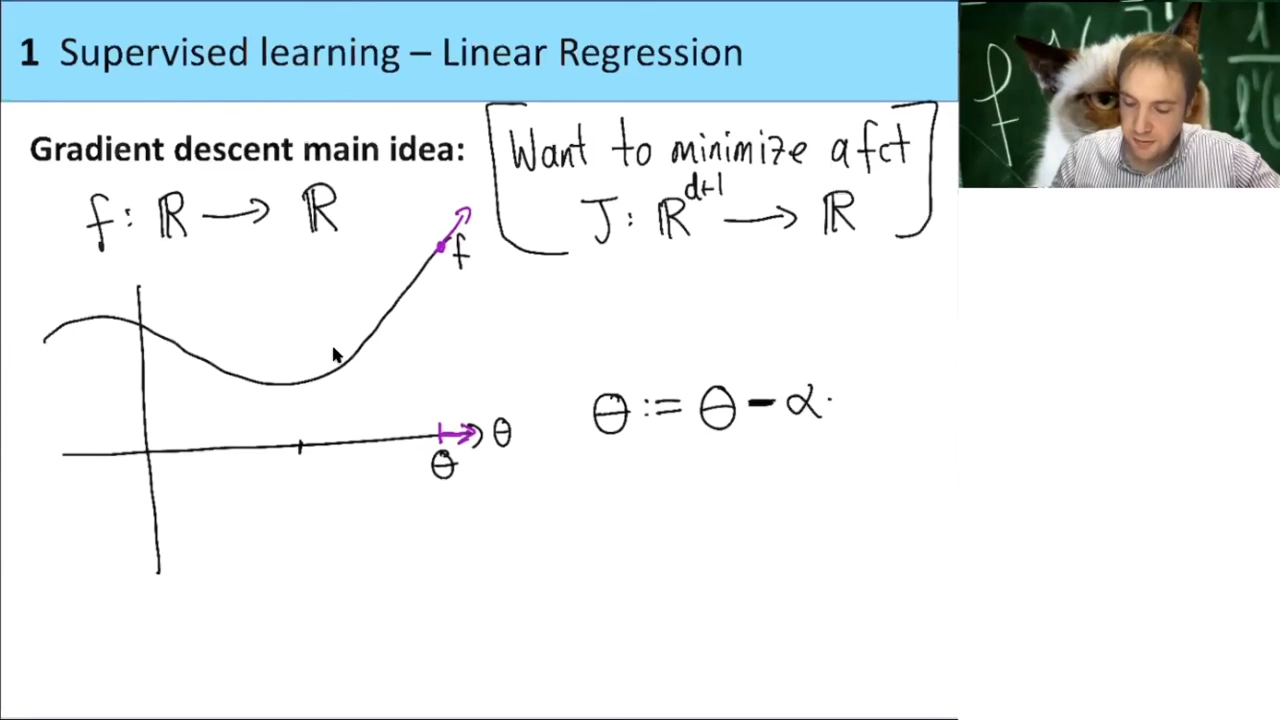 1 Supervised learning – Linear Regression
Gradient descent main idea:
Want to minimize a fct
J: ℝ^{d+1} ⟶ ℝ
f: ℝ ⟶ ℝ
f
θ
θ
θ := θ - α·
f